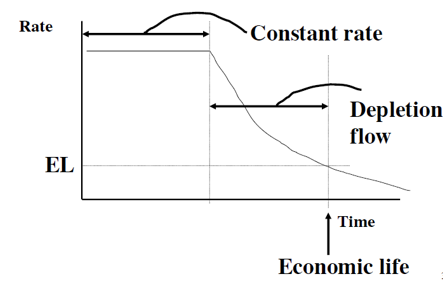 Rate
Constant rate
Depletion
flow
EL
Time
Economic life